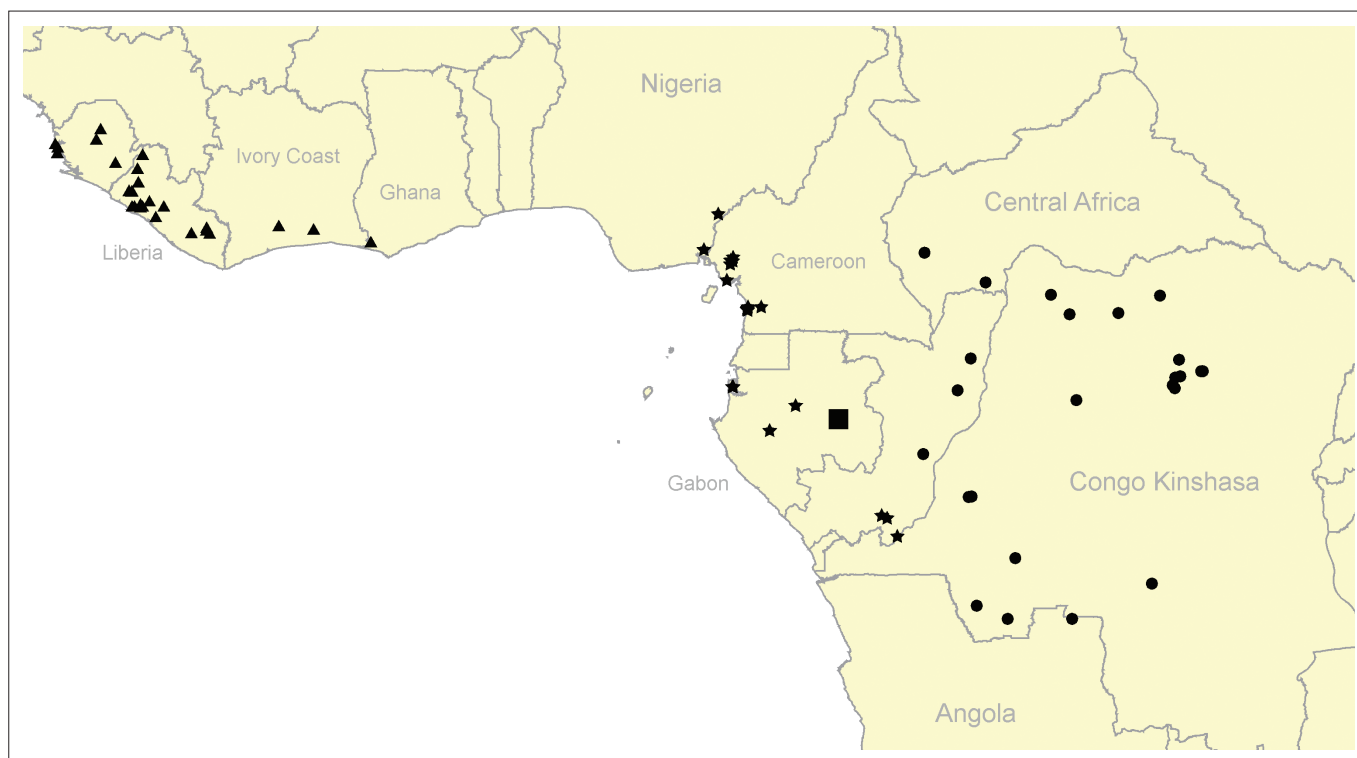 Nigeria
Ivory Coast
Ghana
Central Africa
Liberia
Cameroon
Gabon
Congo Kinshasa
Angola